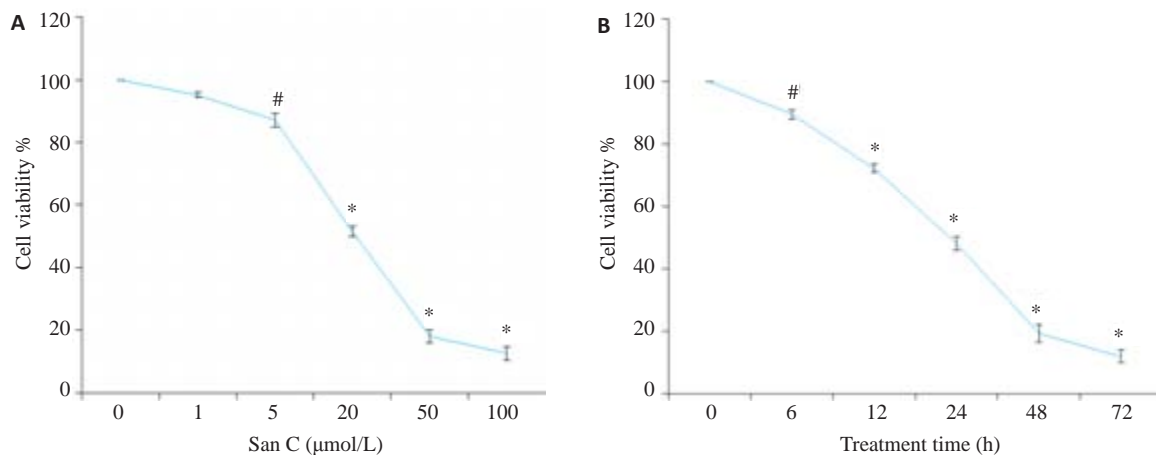 A
120
100
80
60
40
20
0
Cell viability %
#
*
*
*
0 1 5 20 50 100
San C (μmol/L)
B
120
100
80
60
40
20
0
Cell viability %
#
*
*
*
*
0 6 12 24 48 72
Treatment time (h)